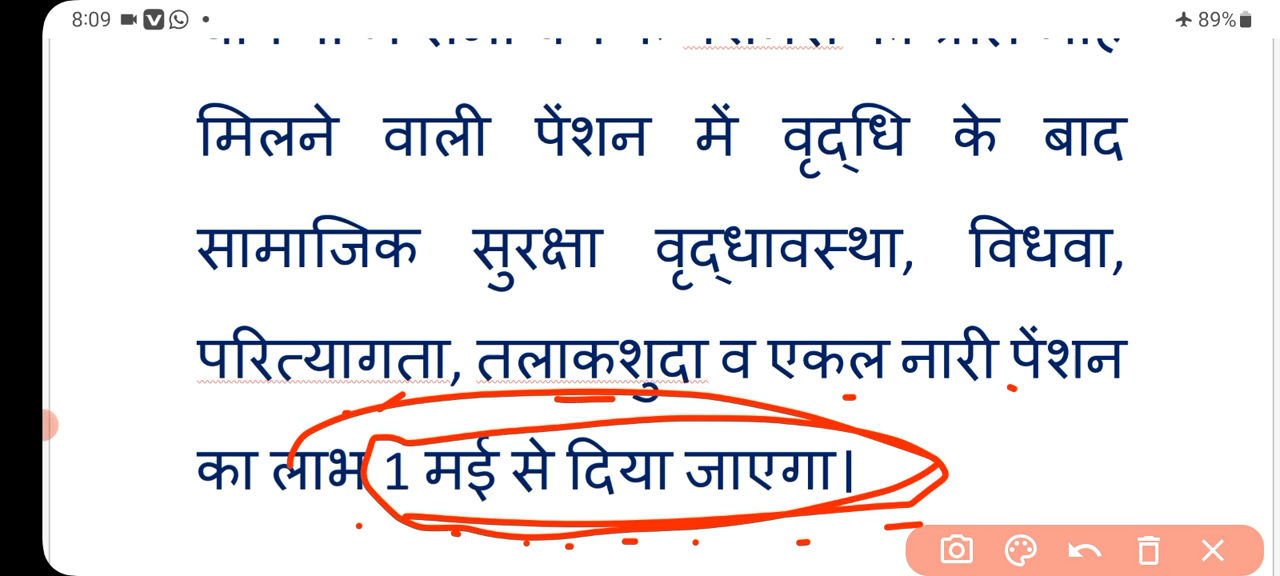 8:09
89%
मिलने वाली पेंशन में वृद्धि के बाद
सामाजिक सुरक्षा वृद्धावस्था, विधवा,
परित्यागता, तलाकशुदा व एकल नारी पेंशन
का लाभ 1 मई से दिया जाएगा।